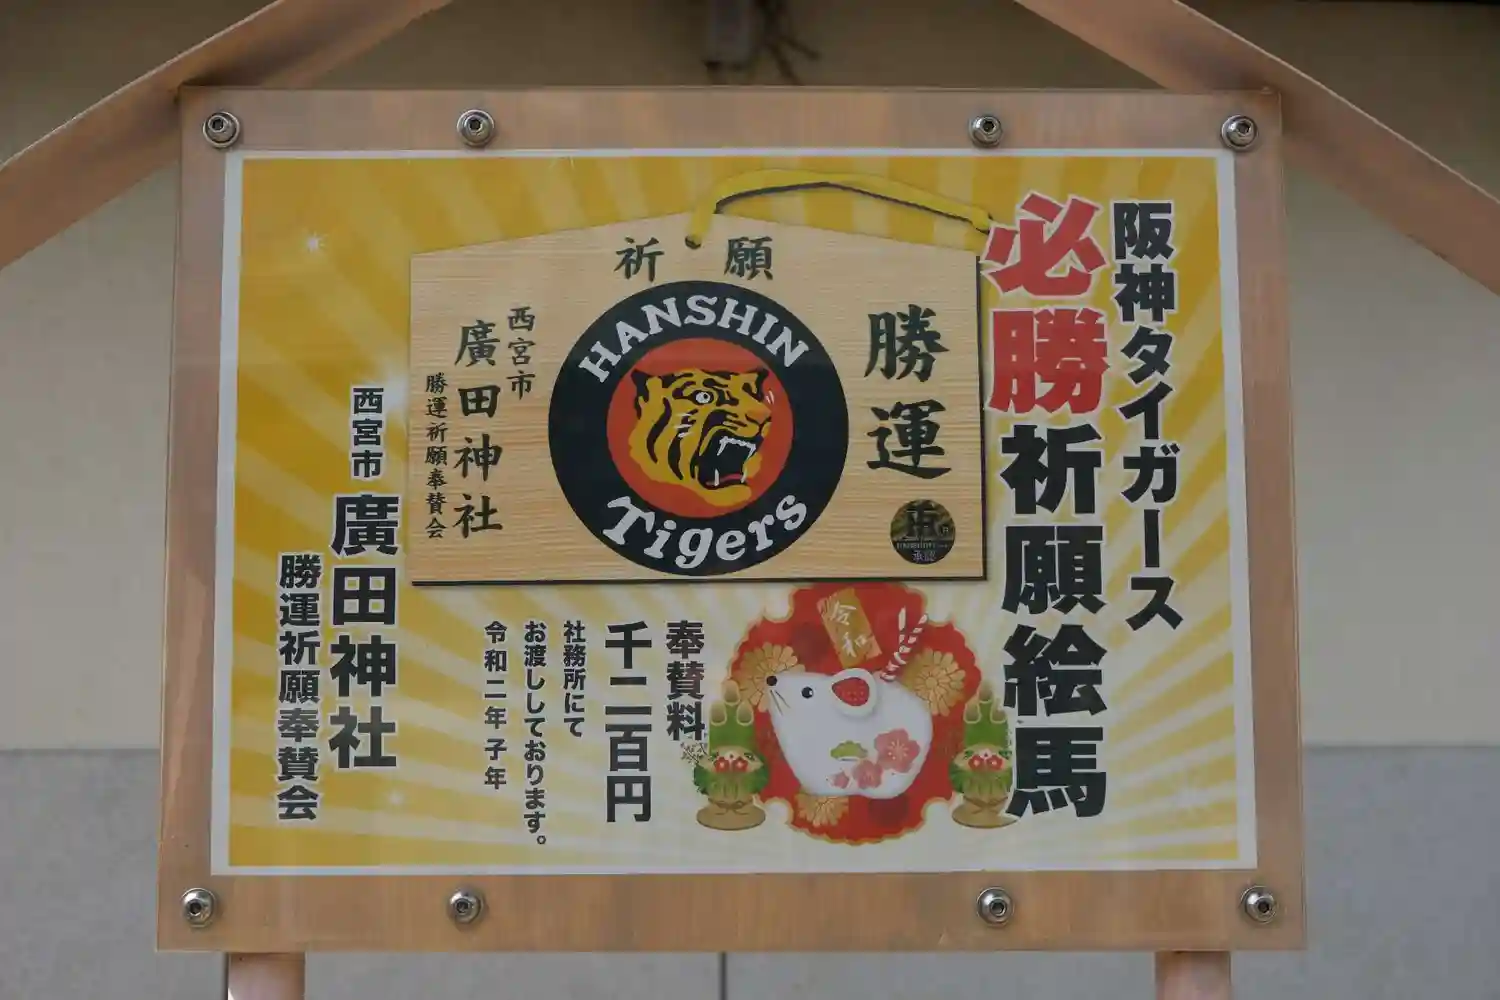 阪神タイガース
必勝祈願絵馬
祈願
勝運
HANSHIN
Tigers
承認
西宮市
廣田神社
勝運祈願奉賛会
令和
奉賛料
千二百円
社務所にて
お渡ししております。
令和二年子年
西宮市
廣田神社
勝運祈願奉賛会